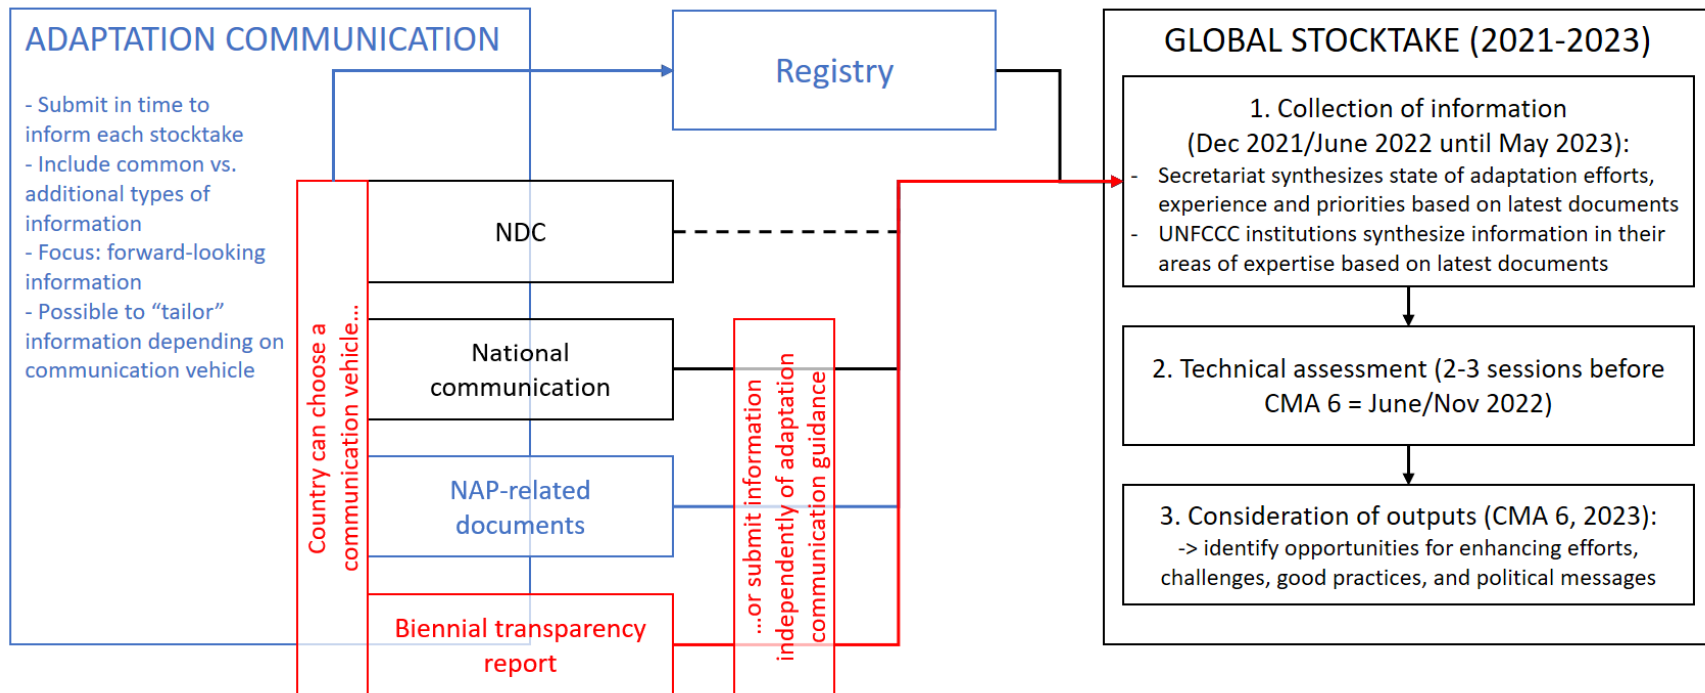 ADAPTATION COMMUNICATION
- Submit in time to
inform each stocktake
- Include common vs.
additional types of
information
- Focus: forward-looking
information
- Possible to “tailor”
information depending on
communication vehicle
Country can choose a
communication vehicle...
Registry
NDC
National
communication
NAP-related
documents
Biennial transparency
report
...or submit information
independently of adaptation
communication guidance
GLOBAL STOCKTAKE (2021-2023)
1. Collection of information
(Dec 2021/June 2022 until May 2023):
- Secretariat synthesizes state of adaptation efforts,
experience and priorities based on latest documents
- UNFCCC institutions synthesize information in their
areas of expertise based on latest documents
2. Technical assessment (2-3 sessions before
CMA 6 = June/Nov 2022)
3. Consideration of outputs (CMA 6, 2023):
-> identify opportunities for enhancing efforts,
challenges, good practices, and political messages